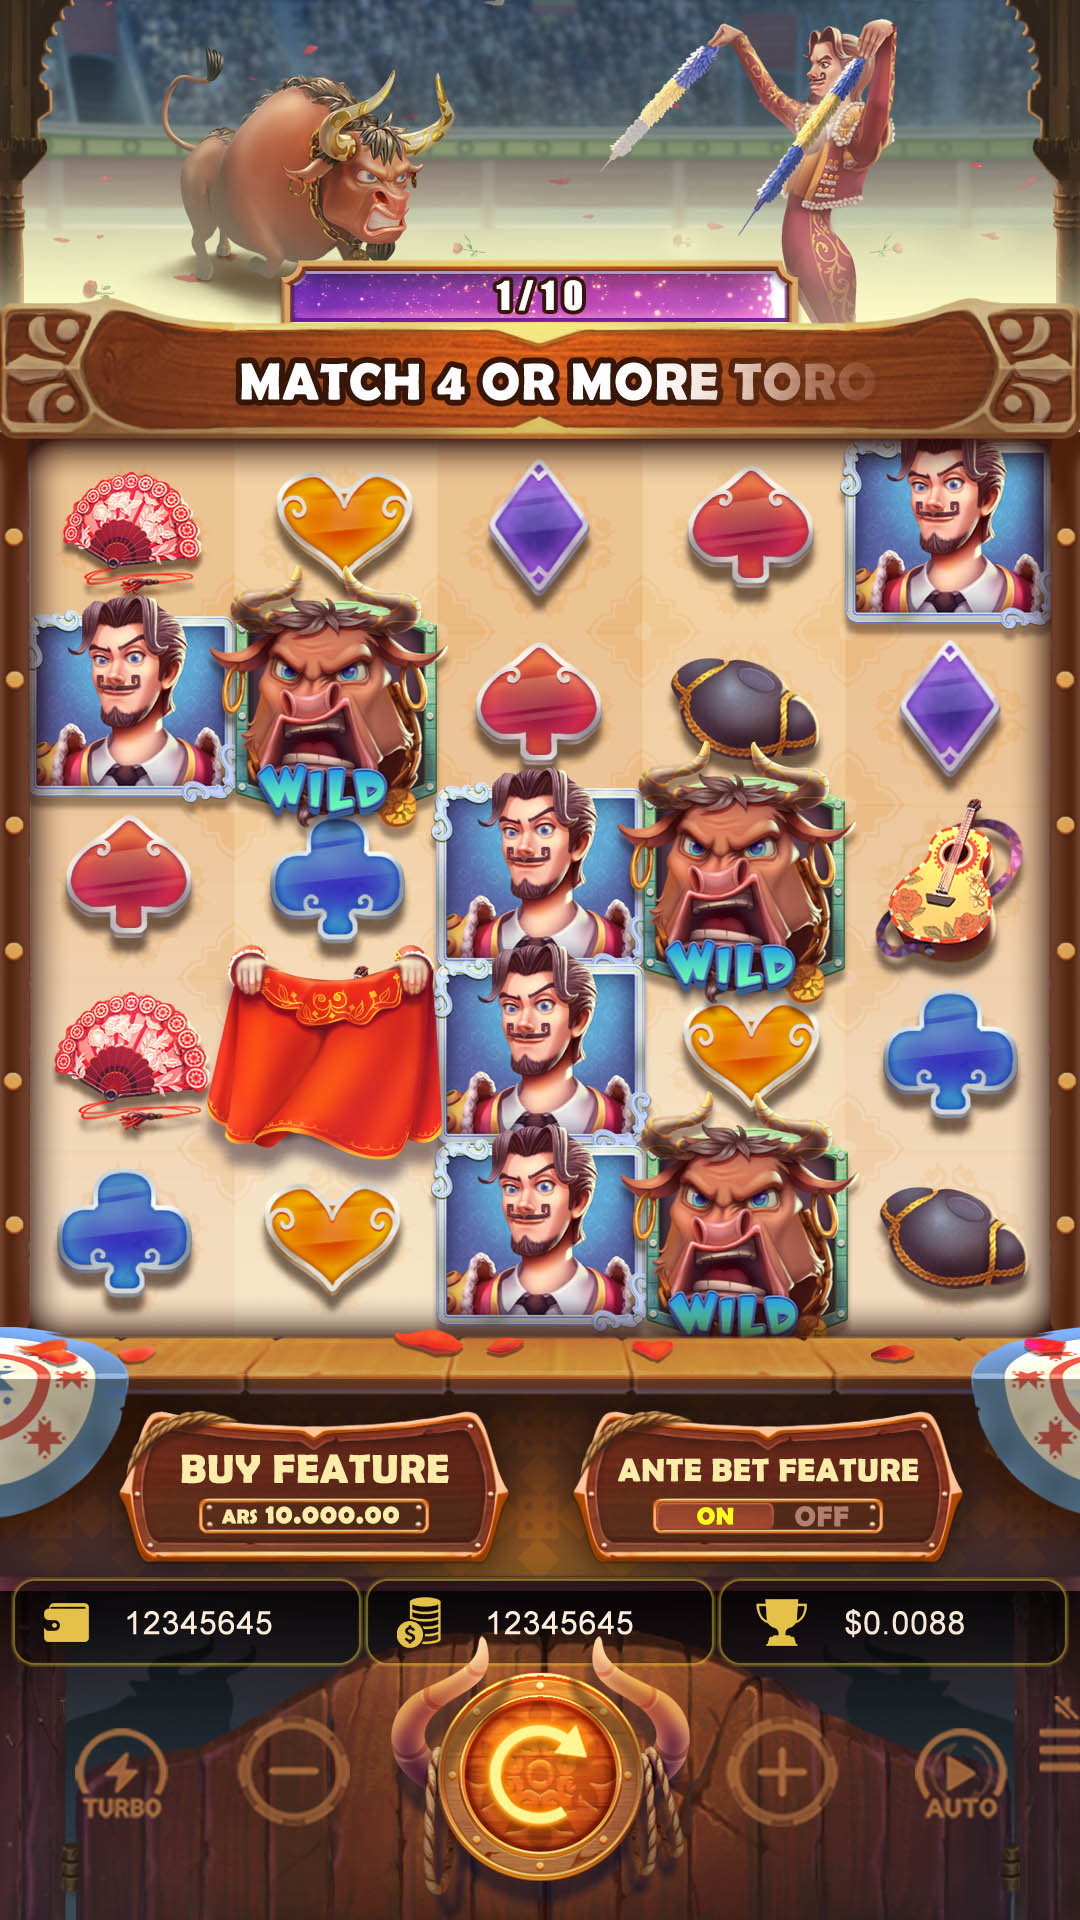 1/10
MATCH 4 OR MORE TORO
WILD
WILD
WILD
BUY FEATURE
ARS 10.000.00
ANTE BET FEATURE
ON OFF
12345645
12345645
$0.0088
TURBO
AUTO